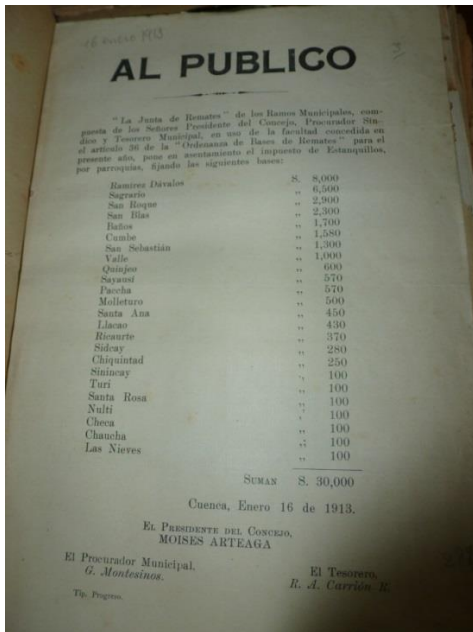 16 enero 1913
AL PUBLICO
"La Junta de Remates" de los Ramos Municipales, com-
puesta de los Señores Presidente del Concejo, Procurador Sín-
dico y Tesorero Municipal, en uso de la facultad concedida en
el artículo 36 de la "Ordenanza de Bases de Remates" para el
presente año, pone en asentamiento el impuesto de Estanquillos,
por parroquias, fijando las siguientes bases:
Ramírez Dávalos S. 8,000
Sagrario ,, 6,500
San Roque ,, 2,900
San Blas ,, 2,300
Baños ,, 1,700
Cumbe ,, 1,580
San Sebastián ,, 1,300
Valle ,, 1,000
Quinjeo ,, 600
Sayausí ,, 570
Paccha ,, 570
Molleturo ,, 500
Santa Ana ,, 450
Llacao ,, 430
Ricaurte ,, 370
Sidcay ,, 280
Chiquintad ,, 250
Sinincay ,, 100
Turi ,, 100
Santa Rosa ,, 100
Nulti ,, 100
Checa ,, 100
Chaucha ,, 100
Las Nieves ,, 100
SUMAN S. 30,000
Cuenca, Enero 16 de 1913.
EL PRESIDENTE DEL CONCEJO,
MOISES ARTEAGA
El Procurador Municipal, El Tesorero,
G. Montesinos. R. A. Carrión R.
Tip. Progreso.